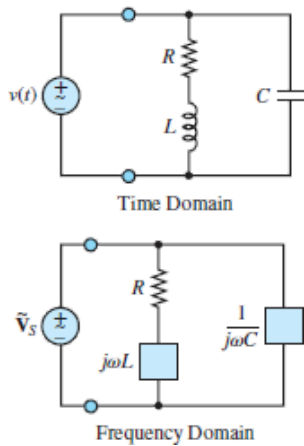 R
v(t)
+
~
−
L
C
Time Domain
R
Ṽ_S
+
~
−
jωL
1
jωC
Frequency Domain